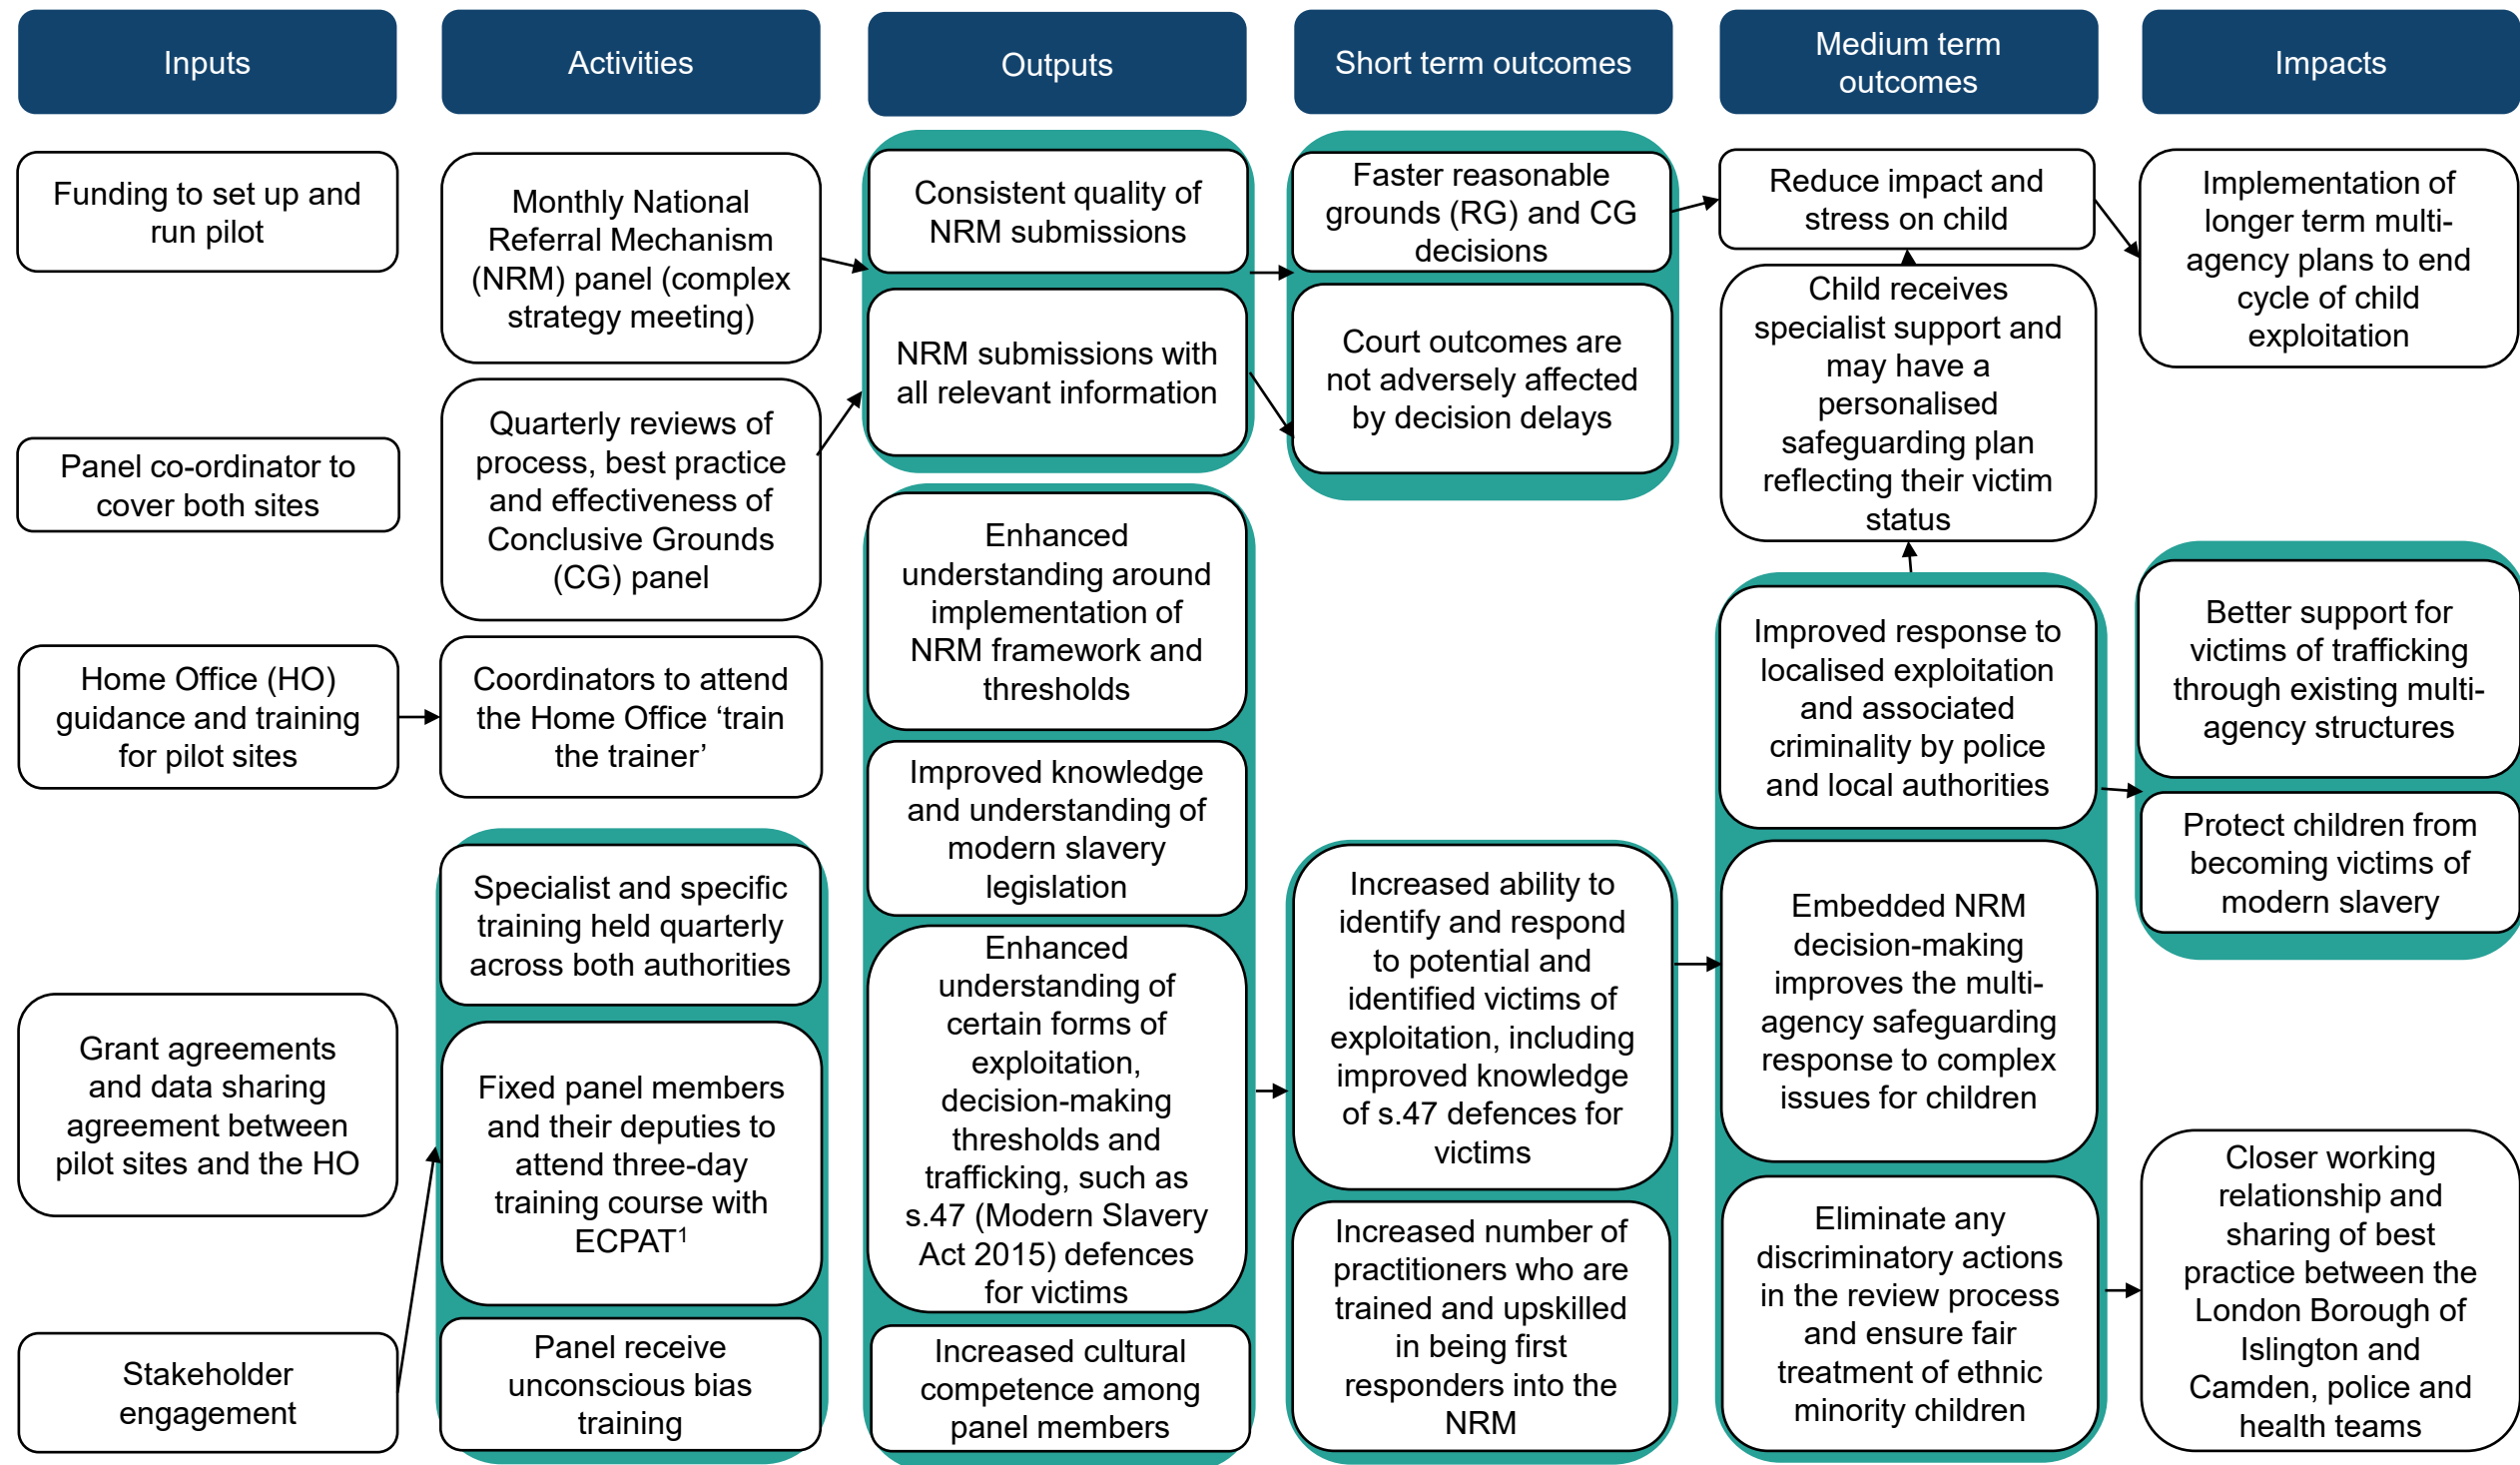 Inputs
Activities
Outputs
Short term outcomes
Medium term
outcomes
Impacts
Funding to set up and
run pilot
Panel co-ordinator to
cover both sites
Home Office (HO)
guidance and training
for pilot sites
Grant agreements
and data sharing
agreement between
pilot sites and the HO
Stakeholder
engagement
Monthly National
Referral Mechanism
(NRM) panel (complex
strategy meeting)
Quarterly reviews of
process, best practice
and effectiveness of
Conclusive Grounds
(CG) panel
Coordinators to attend
the Home Office ‘train
the trainer’
Specialist and specific
training held quarterly
across both authorities
Fixed panel members
and their deputies to
attend three-day
training course with
ECPAT¹
Panel receive
unconscious bias
training
Consistent quality of
NRM submissions
NRM submissions with
all relevant information
Enhanced
understanding around
implementation of
NRM framework and
thresholds
Improved knowledge
and understanding of
modern slavery
legislation
Enhanced
understanding of
certain forms of
exploitation,
decision-making
thresholds and
trafficking, such as
s.47 (Modern Slavery
Act 2015) defences
for victims
Increased cultural
competence among
panel members
Faster reasonable
grounds (RG) and CG
decisions
Court outcomes are
not adversely affected
by decision delays
Increased ability to
identify and respond
to potential and
identified victims of
exploitation, including
improved knowledge
of s.47 defences for
victims
Increased number of
practitioners who are
trained and upskilled
in being first
responders into the
NRM
Reduce impact and
stress on child
Child receives
specialist support and
may have a
personalised
safeguarding plan
reflecting their victim
status
Improved response to
localised exploitation
and associated
criminality by police
and local authorities
Embedded NRM
decision-making
improves the multi-
agency safeguarding
response to complex
issues for children
Eliminate any
discriminatory actions
in the review process
and ensure fair
treatment of ethnic
minority children
Implementation of
longer term multi-
agency plans to end
cycle of child
exploitation
Better support for
victims of trafficking
through existing multi-
agency structures
Protect children from
becoming victims of
modern slavery
Closer working
relationship and
sharing of best
practice between the
London Borough of
Islington and
Camden, police and
health teams